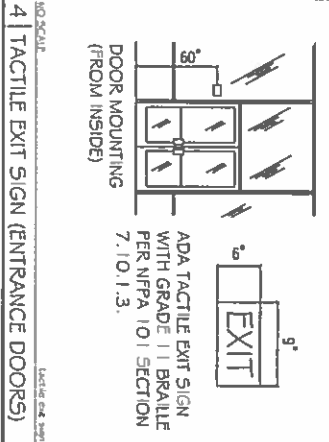 60"
6"
9"
EXIT
DOOR MOUNTING
(FROM INSIDE)
ADA TACTILE EXIT SIGN
WITH GRADE 11 BRAILLE
PER NFPA 101 SECTION
7.10.1.3.
NO SCALE
4 TACTILE EXIT SIGN (ENTRANCE DOORS)